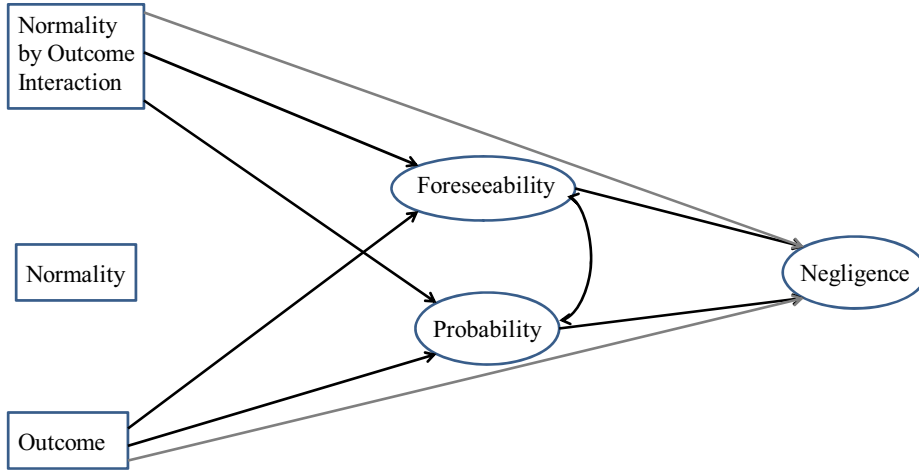 Normality
by Outcome
Interaction
Foreseeability
Normality
Negligence
Probability
Outcome